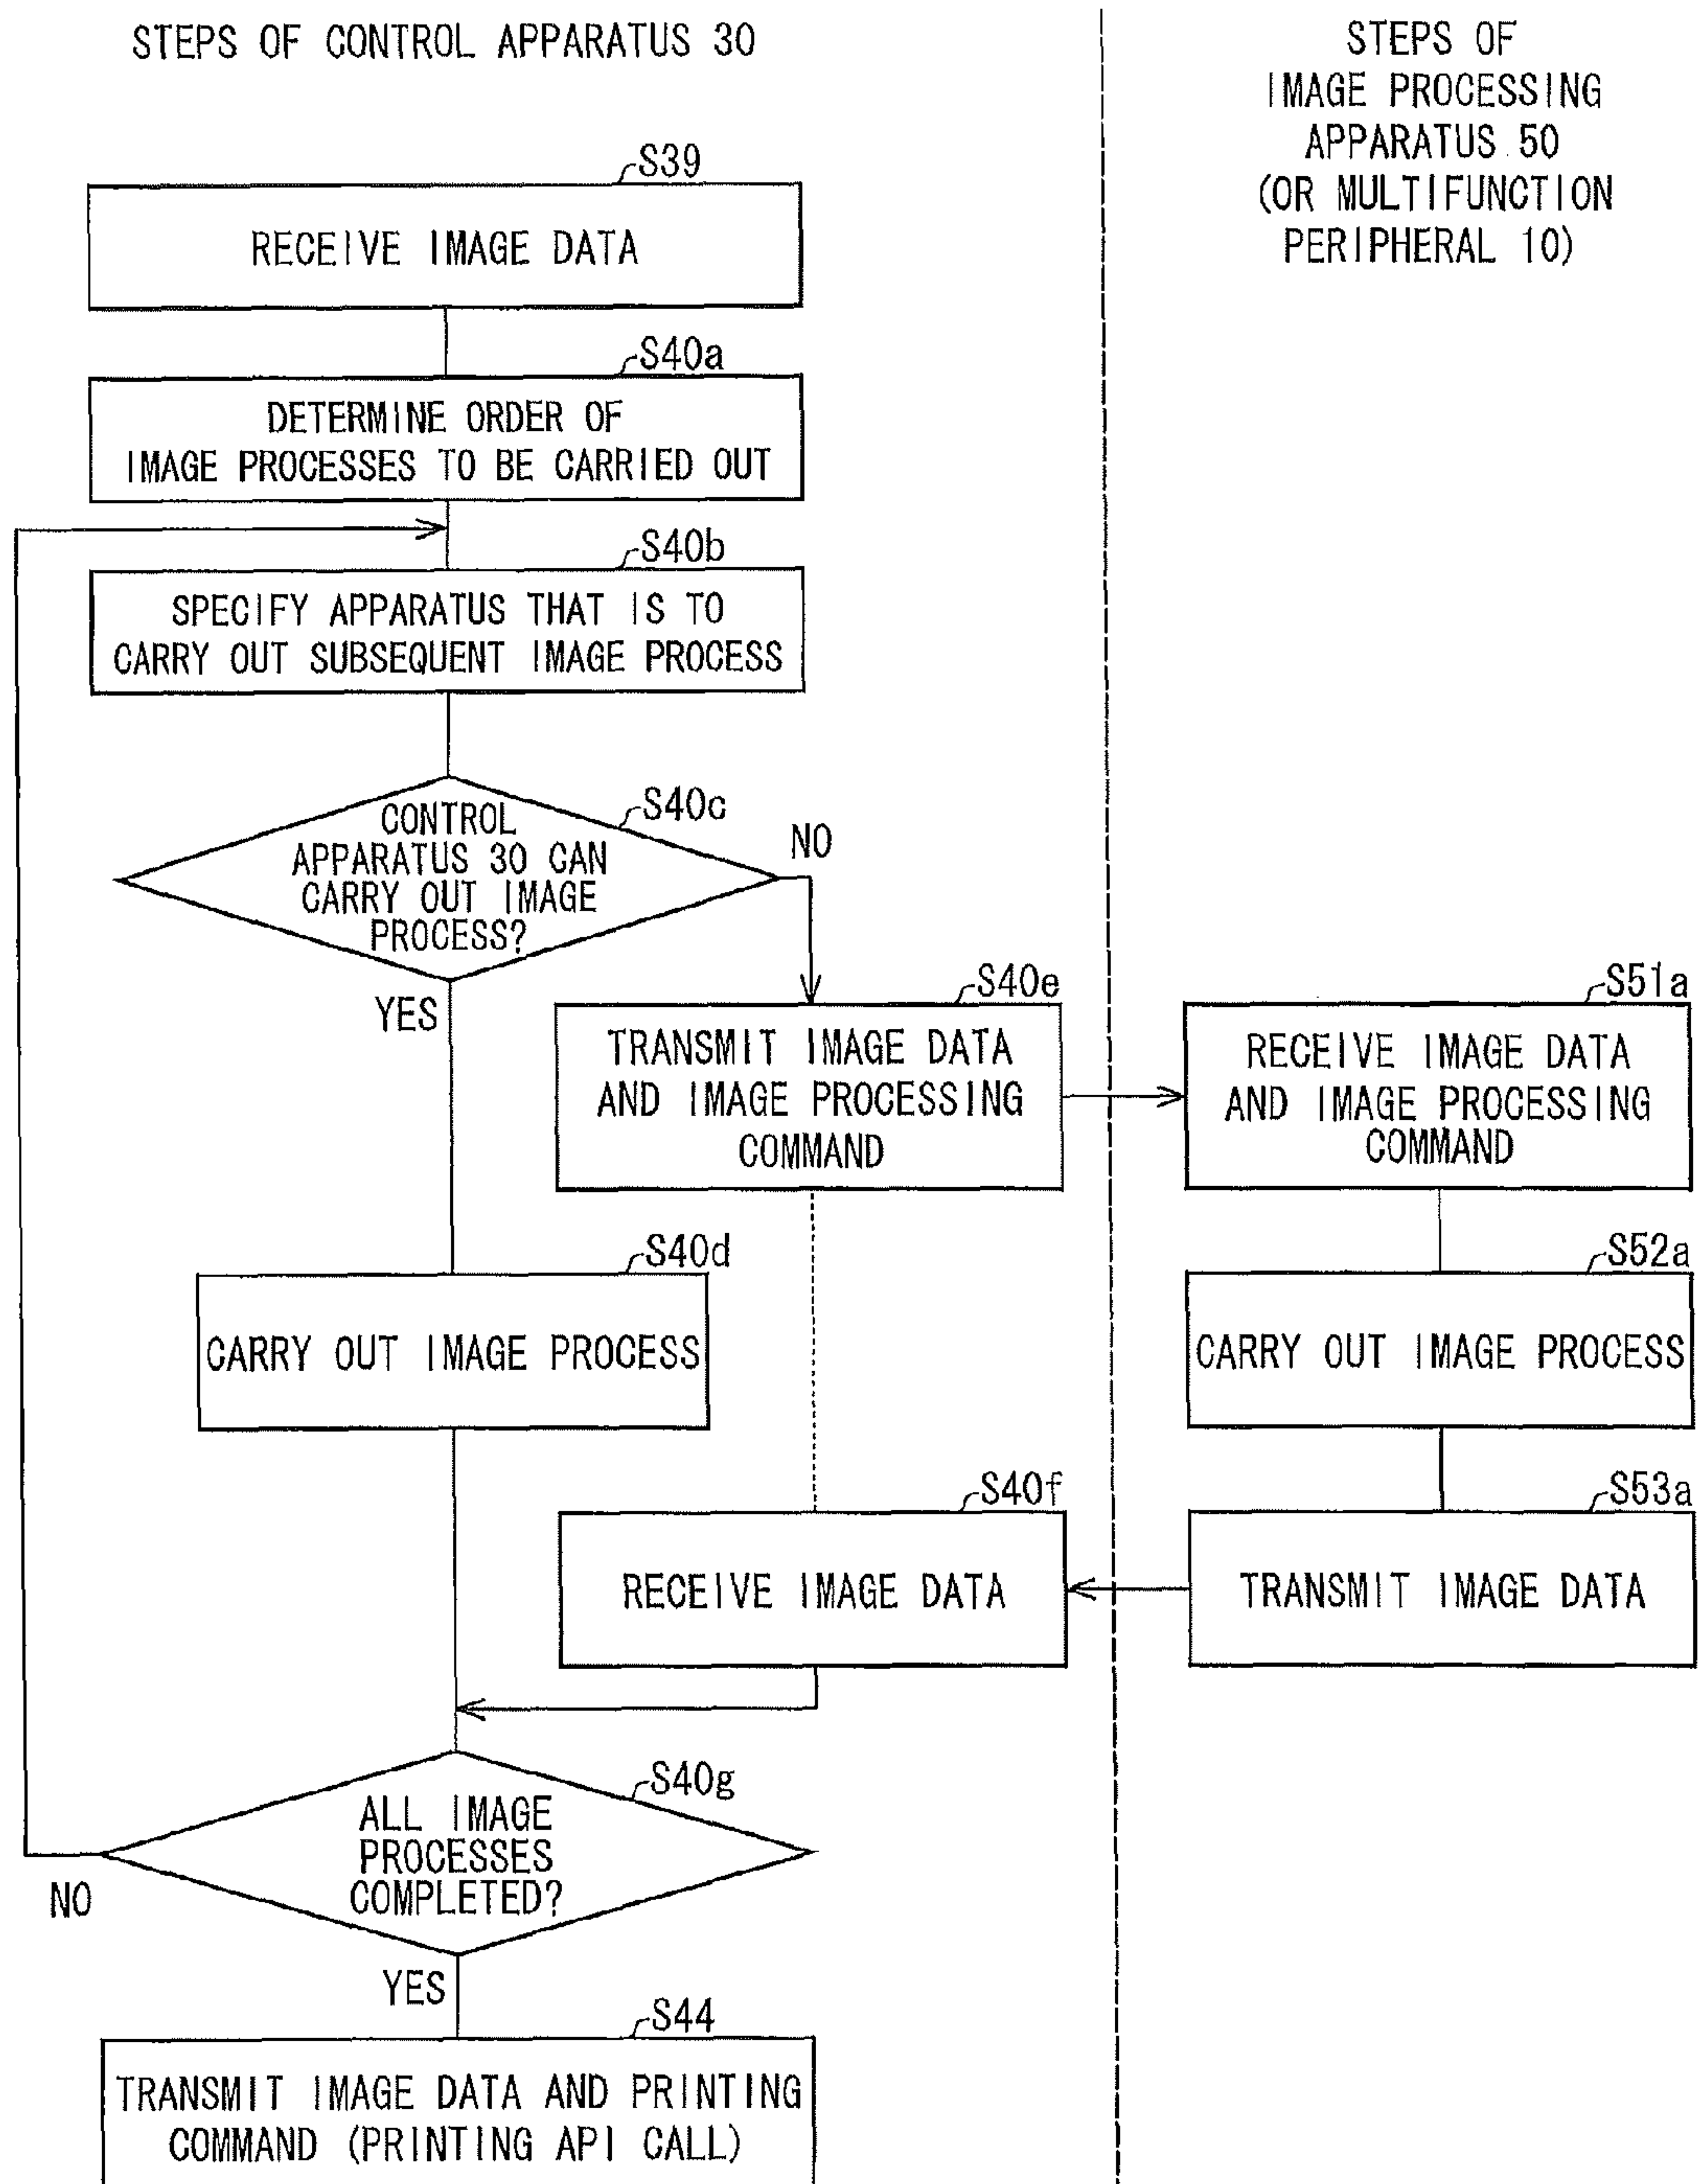 STEPS OF CONTROL APPARATUS 30
STEPS OF
IMAGE PROCESSING
APPARATUS 50
(OR MULTIFUNCTION
PERIPHERAL 10)
S39
RECEIVE IMAGE DATA
S40a
DETERMINE ORDER OF
IMAGE PROCESSES TO BE CARRIED OUT
S40b
SPECIFY APPARATUS THAT IS TO
CARRY OUT SUBSEQUENT IMAGE PROCESS
S40c
CONTROL
APPARATUS 30 CAN
CARRY OUT IMAGE
PROCESS?
NO
YES
S40e
TRANSMIT IMAGE DATA
AND IMAGE PROCESSING
COMMAND
S51a
RECEIVE IMAGE DATA
AND IMAGE PROCESSING
COMMAND
S40d
CARRY OUT IMAGE PROCESS
S52a
CARRY OUT IMAGE PROCESS
S40f
RECEIVE IMAGE DATA
S53a
TRANSMIT IMAGE DATA
S40g
ALL IMAGE
PROCESSES
COMPLETED?
NO
YES
S44
TRANSMIT IMAGE DATA AND PRINTING
COMMAND (PRINTING API CALL)